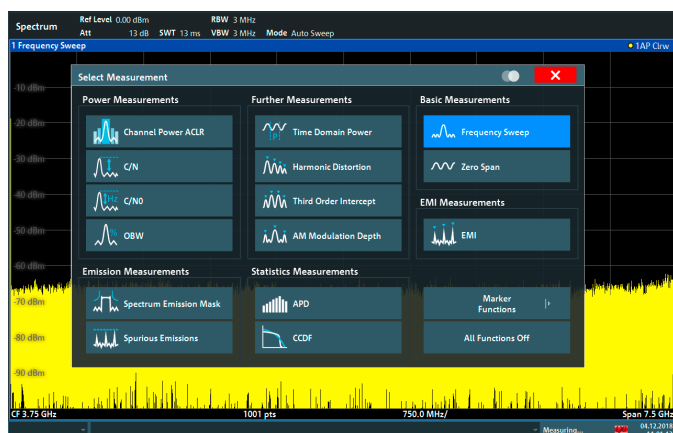 Spectrum
Ref Level 0.00 dBm RBW 3 MHz
Att 13 dB SWT 13 ms VBW 3 MHz Mode Auto Sweep
1 Frequency Sweep 1AP Clrw
Select Measurement
Power Measurements
Channel Power ACLR
C/N
C/N0
OBW
Further Measurements
Time Domain Power
Harmonic Distortion
Third Order Intercept
AM Modulation Depth
Basic Measurements
Frequency Sweep
Zero Span
EMI Measurements
EMI
Emission Measurements
Spectrum Emission Mask
Spurious Emissions
Statistics Measurements
APD
CCDF
Marker
Functions
All Functions Off
-10 dBm
-20 dBm
-30 dBm
-40 dBm
-50 dBm
-60 dBm
-70 dBm
-80 dBm
-90 dBm
CF 3.75 GHz 1001 pts 750.0 MHz/ Span 7.5 GHz
Measuring... 04.12.2018